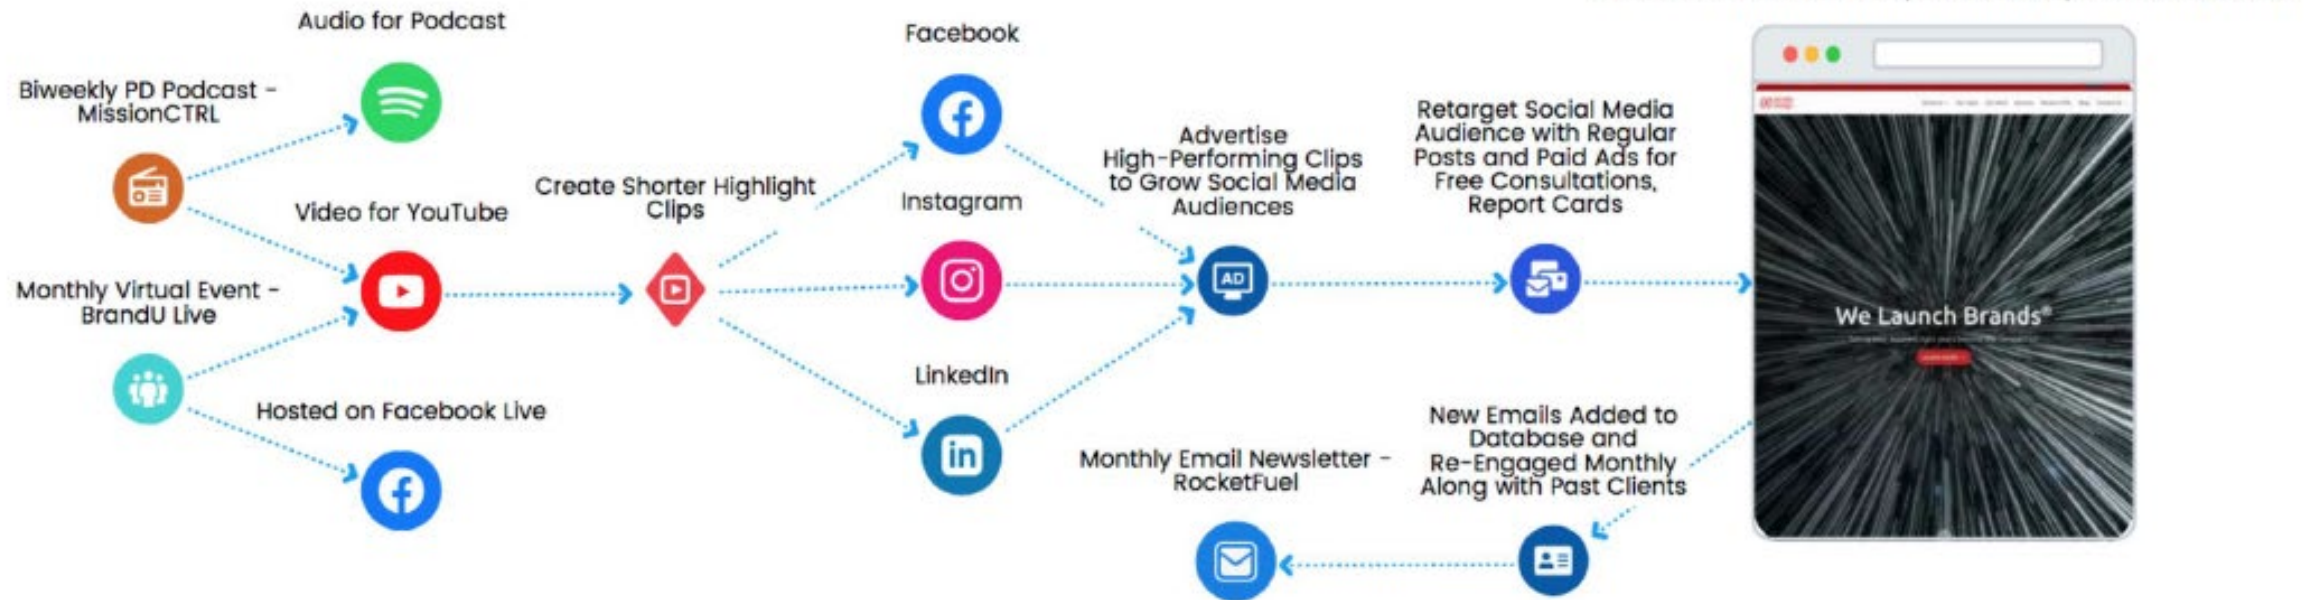 Audio for Podcast
Biweekly PD Podcast -
MissionCTRL
Video for YouTube
Monthly Virtual Event -
BrandU Live
Hosted on Facebook Live
Create Shorter Highlight
Clips
Facebook
Instagram
LinkedIn
in
Advertise
High-Performing Clips
to Grow Social Media
Audiences
AD
Retarget Social Media
Audience with Regular
Posts and Paid Ads for
Free Consultations,
Report Cards
We Launch Brands®
New Emails Added to
Database and
Re-Engaged Monthly
Along with Past Clients
Monthly Email Newsletter -
RocketFuel